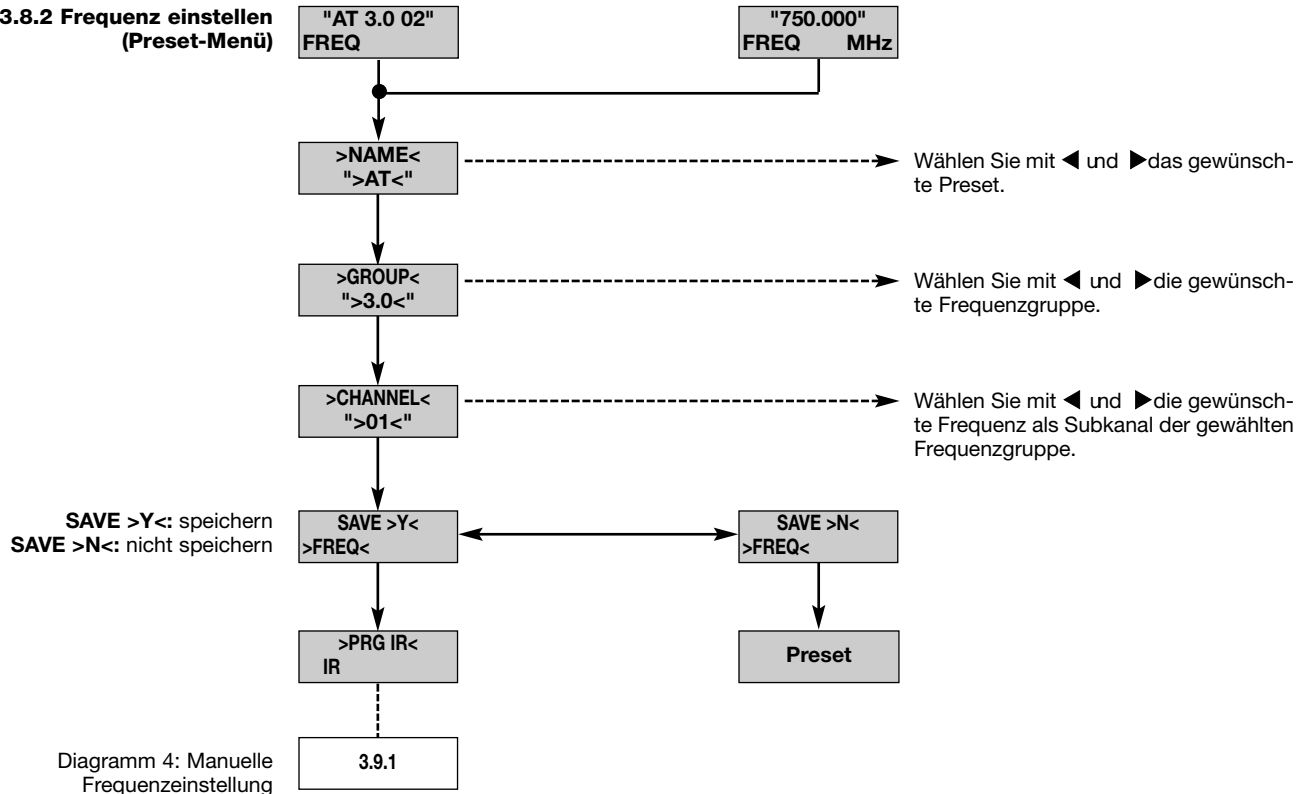 3.8.2 Frequenz einstellen
(Preset-Menü)
"AT 3.0 02"
FREQ
"750.000"
FREQ MHz
>NAME<
">AT<"
Wählen Sie mit ◀ und ▶das gewünsch-
te Preset.
>GROUP<
">3.0<"
Wählen Sie mit ◀ und ▶die gewünsch-
te Frequenzgruppe.
>CHANNEL<
">01<"
Wählen Sie mit ◀ und ▶die gewünsch-
te Frequenz als Subkanal der gewählten
Frequenzgruppe.
SAVE >Y<: speichern
SAVE >N<: nicht speichern
SAVE >Y<
>FREQ<
SAVE >N<
>FREQ<
>PRG IR<
IR
Preset
Diagramm 4: Manuelle
Frequenzeinstellung
3.9.1